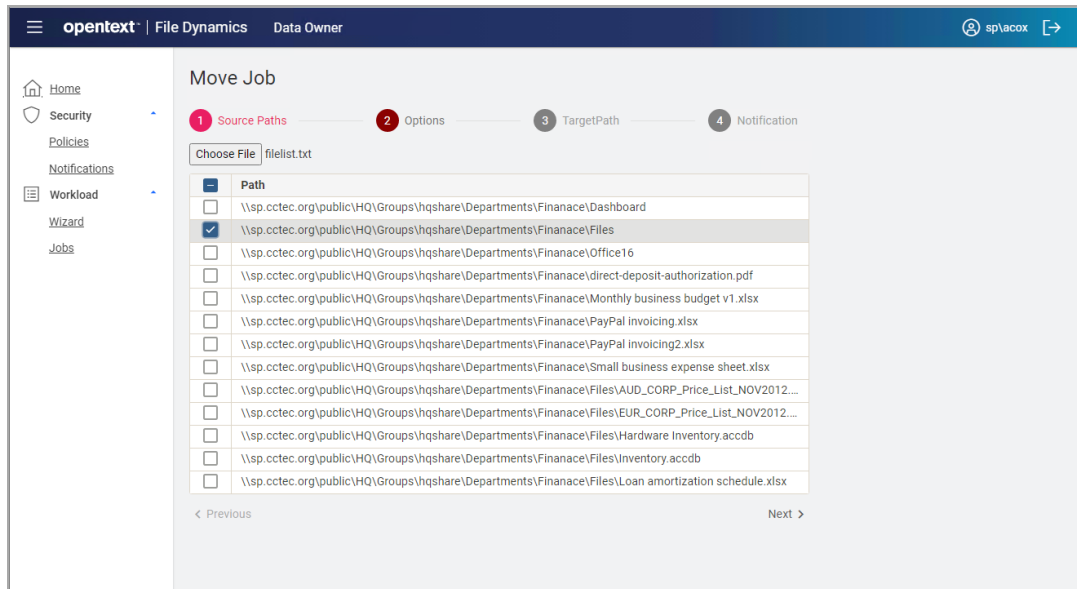 opentext™ | File Dynamics Data Owner sp\acox
Home
Security
Policies
Notifications
Workload
Wizard
Jobs
Move Job
1 Source Paths 2 Options 3 TargetPath 4 Notification
Choose File filelist.txt
Path
\\sp.cctec.org\public\HQ\Groups\hqshare\Departments\Finanace\Dashboard
\\sp.cctec.org\public\HQ\Groups\hqshare\Departments\Finanace\Files
\\sp.cctec.org\public\HQ\Groups\hqshare\Departments\Finanace\Office16
\\sp.cctec.org\public\HQ\Groups\hqshare\Departments\Finanace\direct-deposit-authorization.pdf
\\sp.cctec.org\public\HQ\Groups\hqshare\Departments\Finanace\Monthly business budget v1.xlsx
\\sp.cctec.org\public\HQ\Groups\hqshare\Departments\Finanace\PayPal invoicing.xlsx
\\sp.cctec.org\public\HQ\Groups\hqshare\Departments\Finanace\PayPal invoicing2.xlsx
\\sp.cctec.org\public\HQ\Groups\hqshare\Departments\Finanace\Small business expense sheet.xlsx
\\sp.cctec.org\public\HQ\Groups\hqshare\Departments\Finanace\Files\AUD_CORP_Price_List_NOV2012....
\\sp.cctec.org\public\HQ\Groups\hqshare\Departments\Finanace\Files\EUR_CORP_Price_List_NOV2012....
\\sp.cctec.org\public\HQ\Groups\hqshare\Departments\Finanace\Files\Hardware Inventory.accdb
\\sp.cctec.org\public\HQ\Groups\hqshare\Departments\Finanace\Files\Inventory.accdb
\\sp.cctec.org\public\HQ\Groups\hqshare\Departments\Finanace\Files\Loan amortization schedule.xlsx
Previous Next